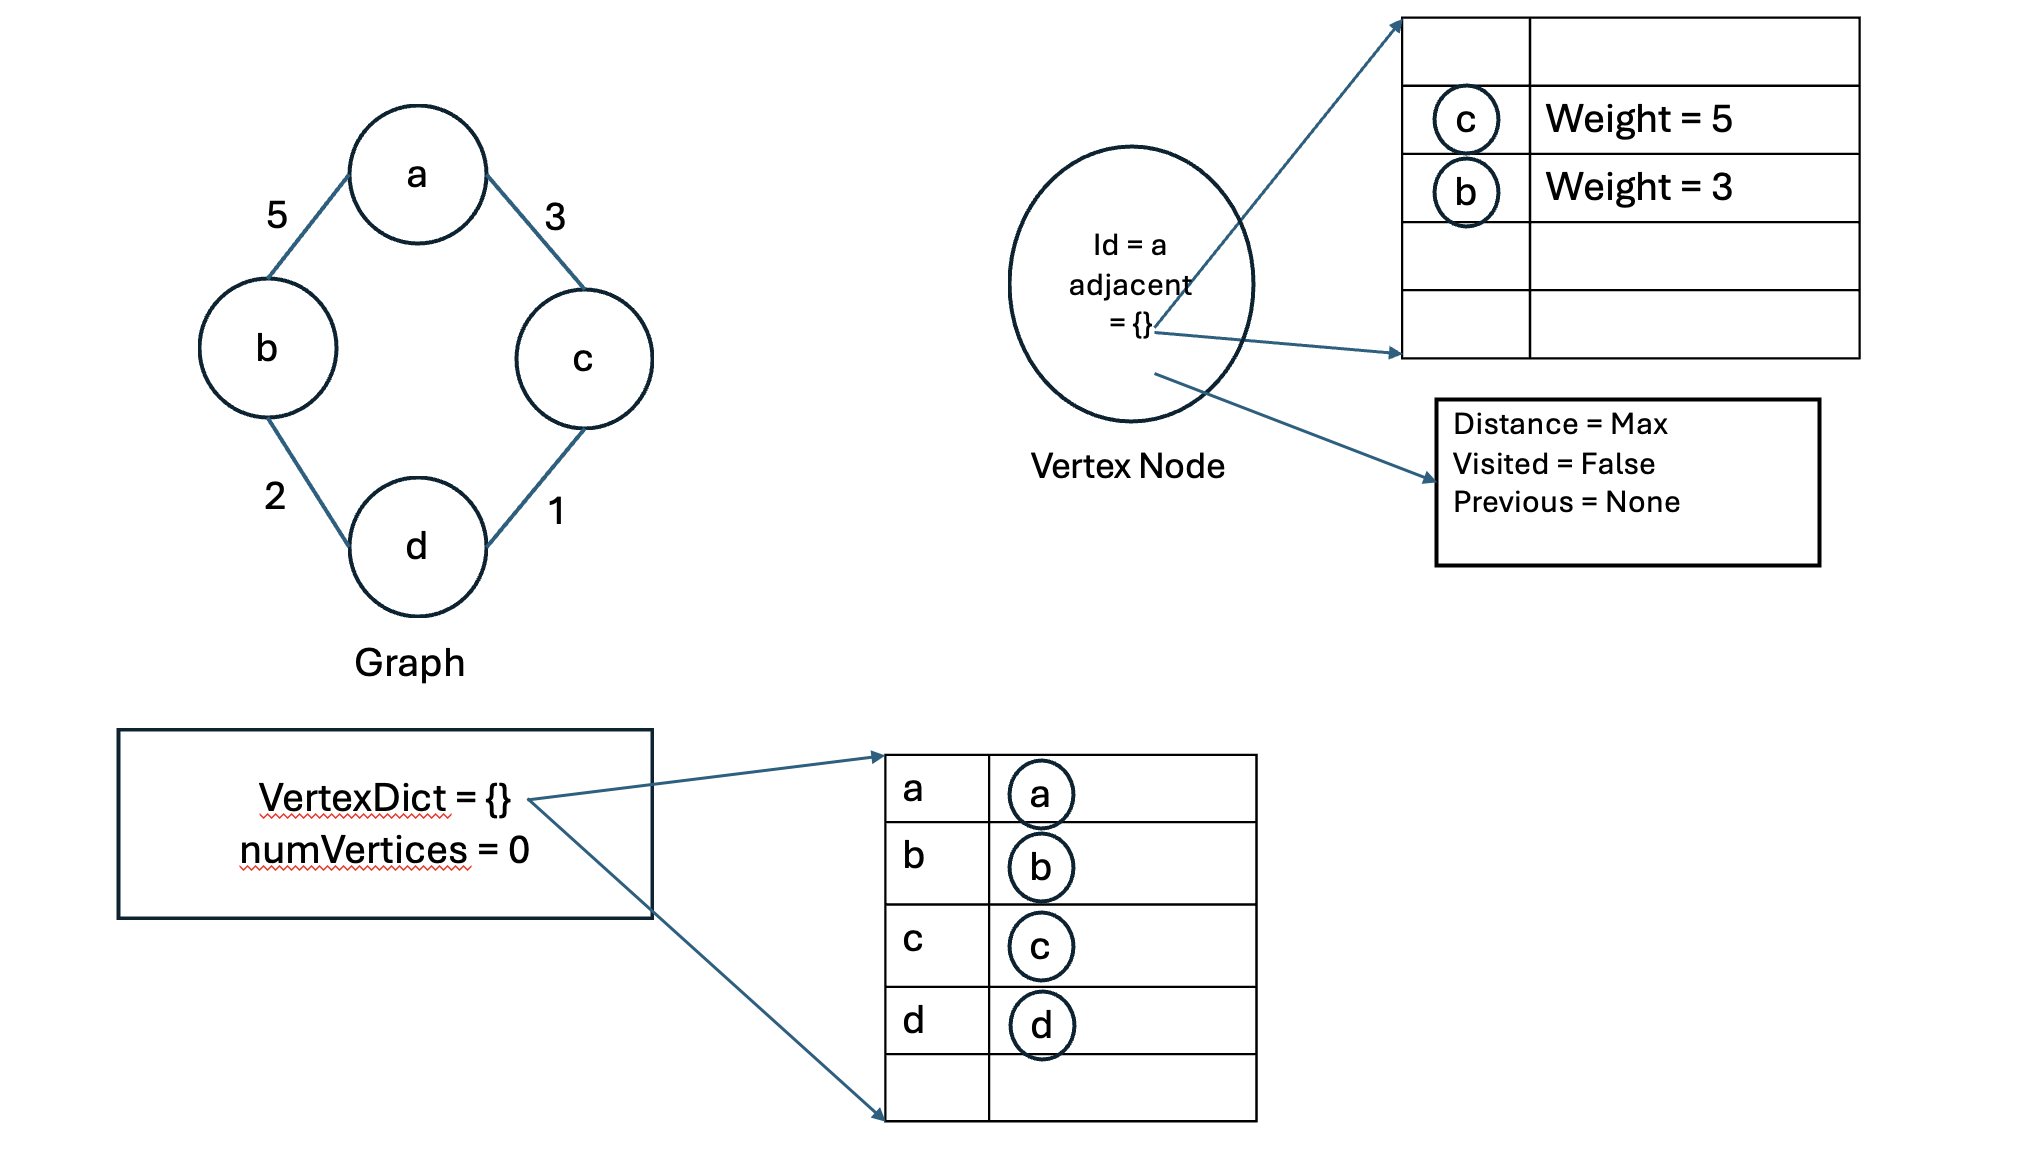 a
5
3
b
c
2
1
d
Graph
Id = a
adjacent
= {}
Vertex Node
c Weight = 5
b Weight = 3
Distance = Max
Visited = False
Previous = None
VertexDict = {}
numVertices = 0
a a
b b
c c
d d